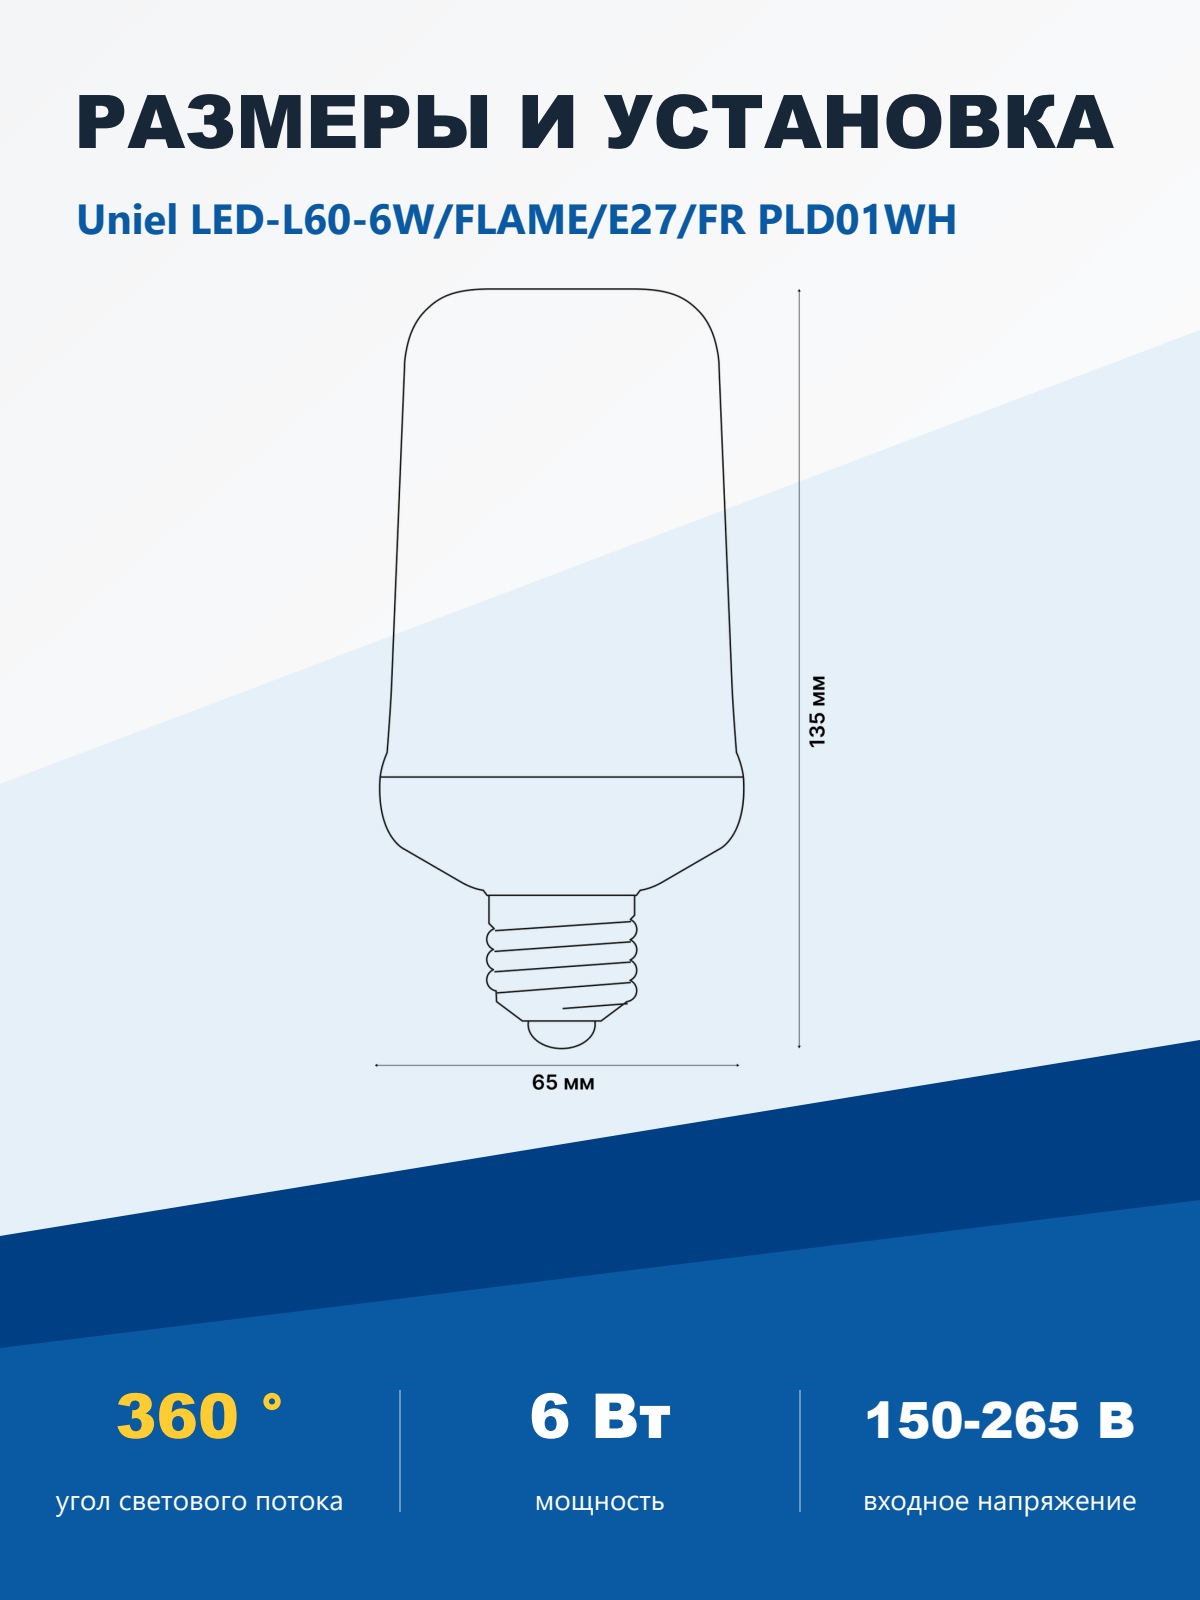 РАЗМЕРЫ И УСТАНОВКА
Uniel LED-L60-6W/FLAME/E27/FR PLD01WH
135 мм
65 мм
360 °
угол светового потока
6 Вт
мощность
150-265 В
входное напряжение